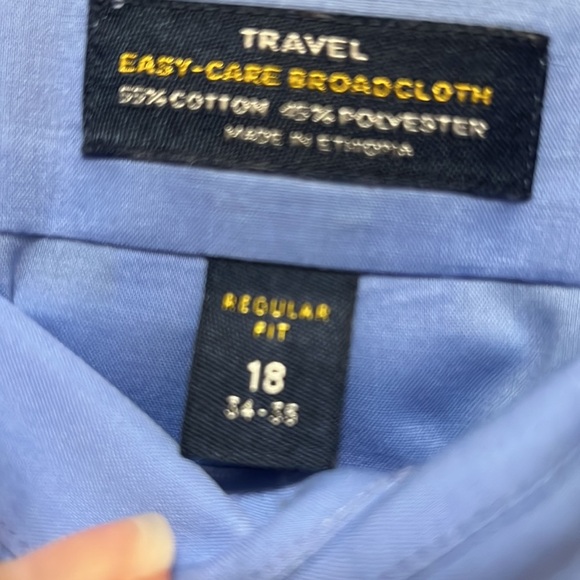 TRAVEL
EASY-CARE BROADCLOTH
55% COTTON 45% POLYESTER
MADE IN ETHIOPIA
REGULAR
FIT
18
34-35